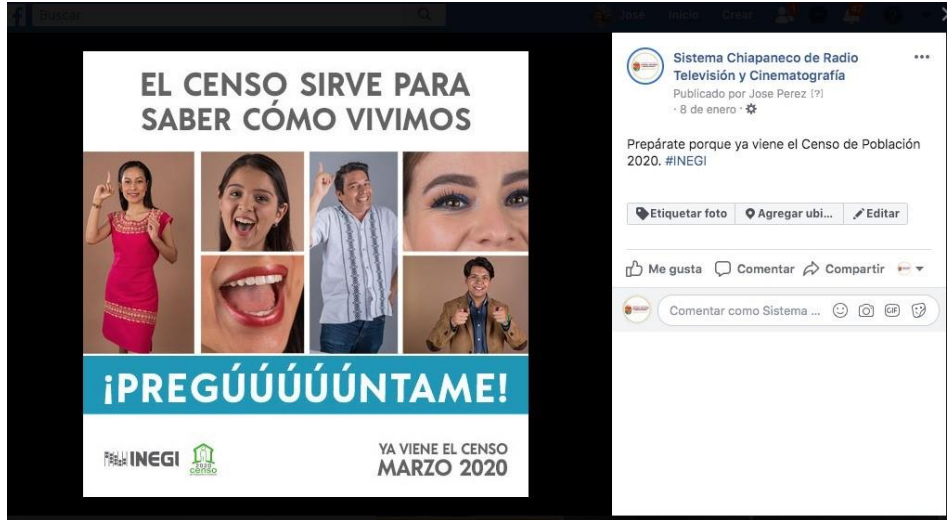 Buscar
Jose Inicio Crear
EL CENSO SIRVE PARA
SABER CÓMO VIVIMOS
¡PREGÚÚÚÚÚNTAME!
INEGI
2020
censo
YA VIENE EL CENSO
MARZO 2020
Sistema Chiapaneco de Radio
Televisión y Cinematografía
Publicado por Jose Perez [?]
· 8 de enero ·
Prepárate porque ya viene el Censo de Población
2020. #INEGI
Etiquetar foto
Agregar ubi...
Editar
Me gusta
Comentar
Compartir
Comentar como Sistema ...
GIF